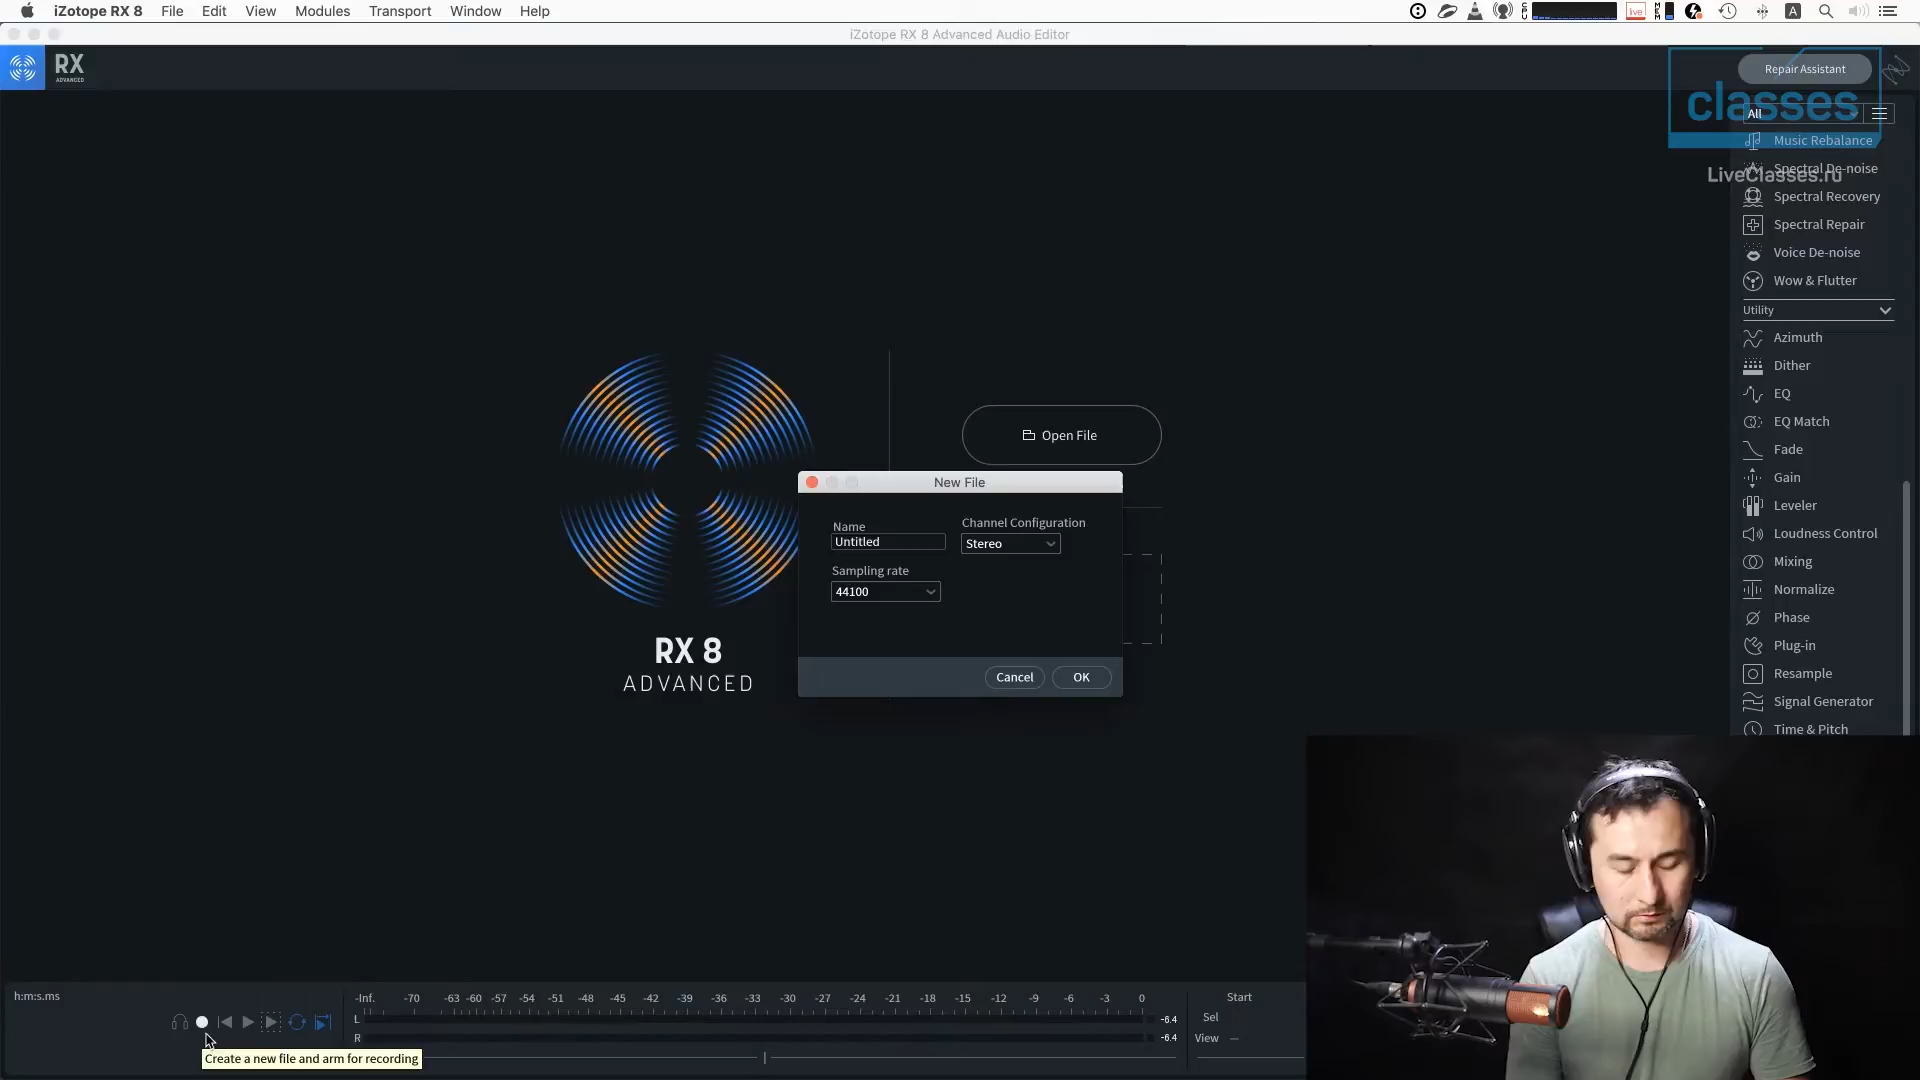 iZotope RX 8 File Edit View Modules Transport Window Help
CPU live MEM A
iZotope RX 8 Advanced Audio Editor
RX
ADVANCED
Repair Assistant
classes
All
LiveClasses.ru
Music Rebalance
Spectral De-noise
Spectral Recovery
Spectral Repair
Voice De-noise
Wow & Flutter
Utility
Azimuth
Dither
EQ
EQ Match
Fade
Gain
Leveler
Loudness Control
Mixing
Normalize
Phase
Plug-in
Resample
Signal Generator
Time & Pitch
Open File
RX 8
ADVANCED
New File
Name
Untitled
Channel Configuration
Stereo
Sampling rate
44100
Cancel OK
h:m:s.ms
-Inf. -70 -63 -60 -57 -54 -51 -48 -45 -42 -39 -36 -33 -30 -27 -24 -21 -18 -15 -12 -9 -6 -3 0
L -6.4
R -6.4
Start
Sel
View —
Create a new file and arm for recording